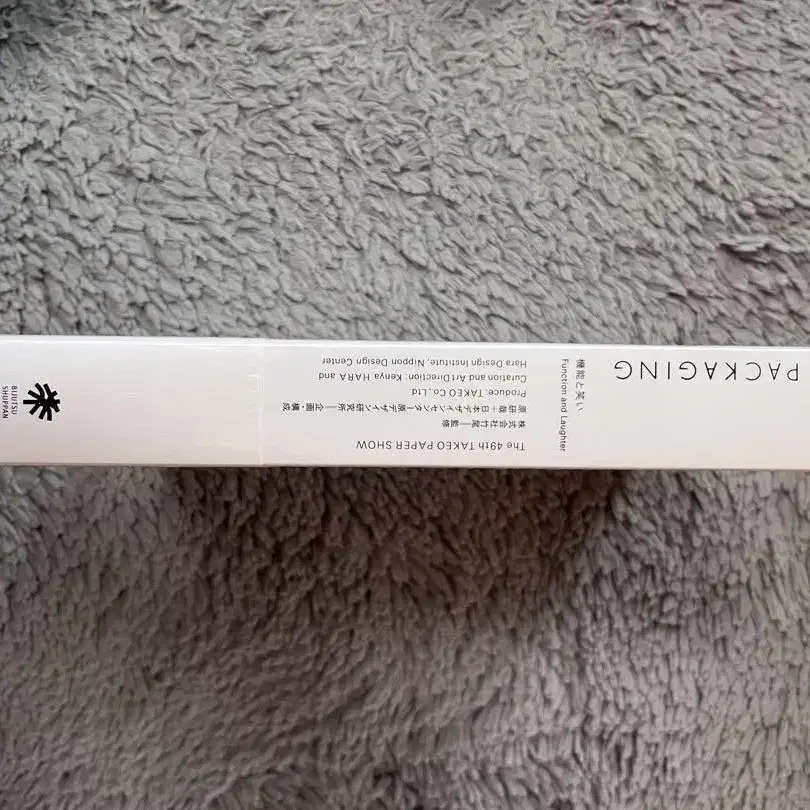 PACKAGING
機能と笑い
Function and Laughter
The 49th TAKEO PAPER SHOW
株式会社竹尾——監修
原研哉+日本デザインセンター原デザイン研究所——企画・構成
Produce: TAKEO Co., Ltd
Curation and Art Direction: Kenya HARA and
Hara Design Institute, Nippon Design Center
BIJUTSU
SHUPPAN